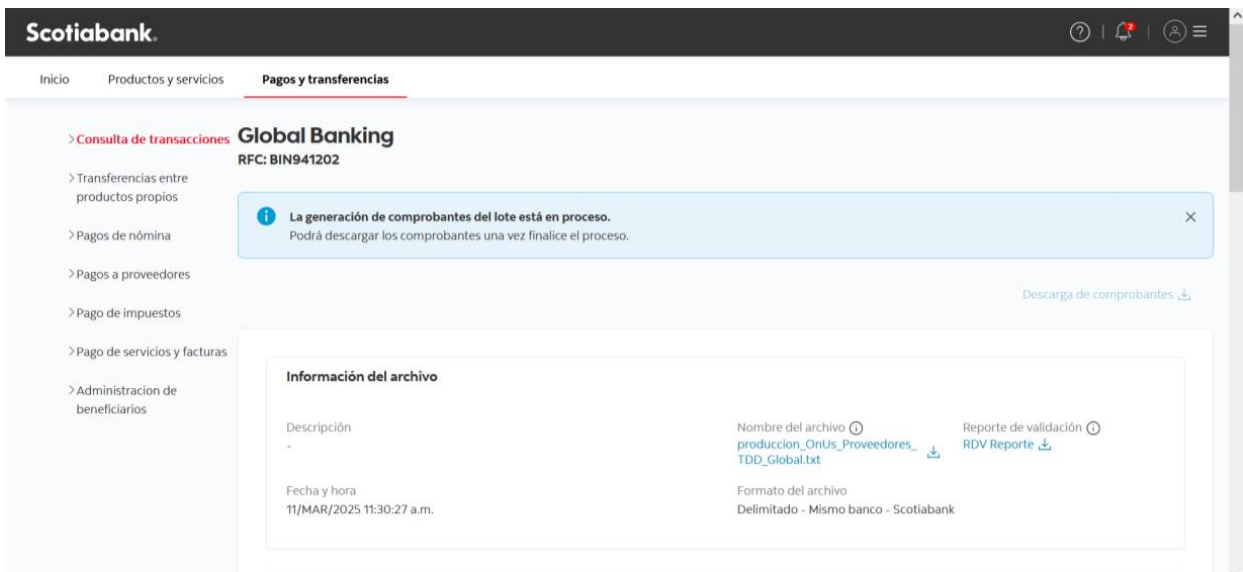 Scotiabank.
2
Inicio
Productos y servicios
Pagos y transferencias
Consulta de transacciones
Transferencias entre
productos propios
Pagos de nómina
Pagos a proveedores
Pago de impuestos
Pago de servicios y facturas
Administracion de
beneficiarios
Global Banking
RFC: BIN941202
La generación de comprobantes del lote está en proceso.
Podrá descargar los comprobantes una vez finalice el proceso.
Descarga de comprobantes
Información del archivo
Descripción
-
Nombre del archivo
produccion_OnUs_Proveedores_
TDD_Global.txt
Reporte de validación
RDV Reporte
Fecha y hora
11/MAR/2025 11:30:27 a.m.
Formato del archivo
Delimitado - Mismo banco - Scotiabank